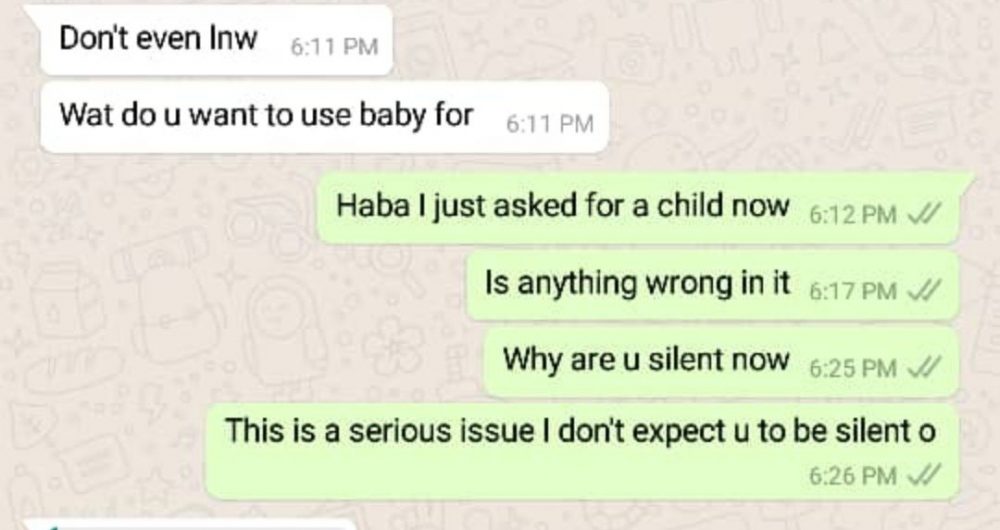 Don't even lnw 6:11 PM
Wat do u want to use baby for 6:11 PM
Haba I just asked for a child now 6:12 PM
Is anything wrong in it 6:17 PM
Why are u silent now 6:25 PM
This is a serious issue I don't expect u to be silent o
6:26 PM